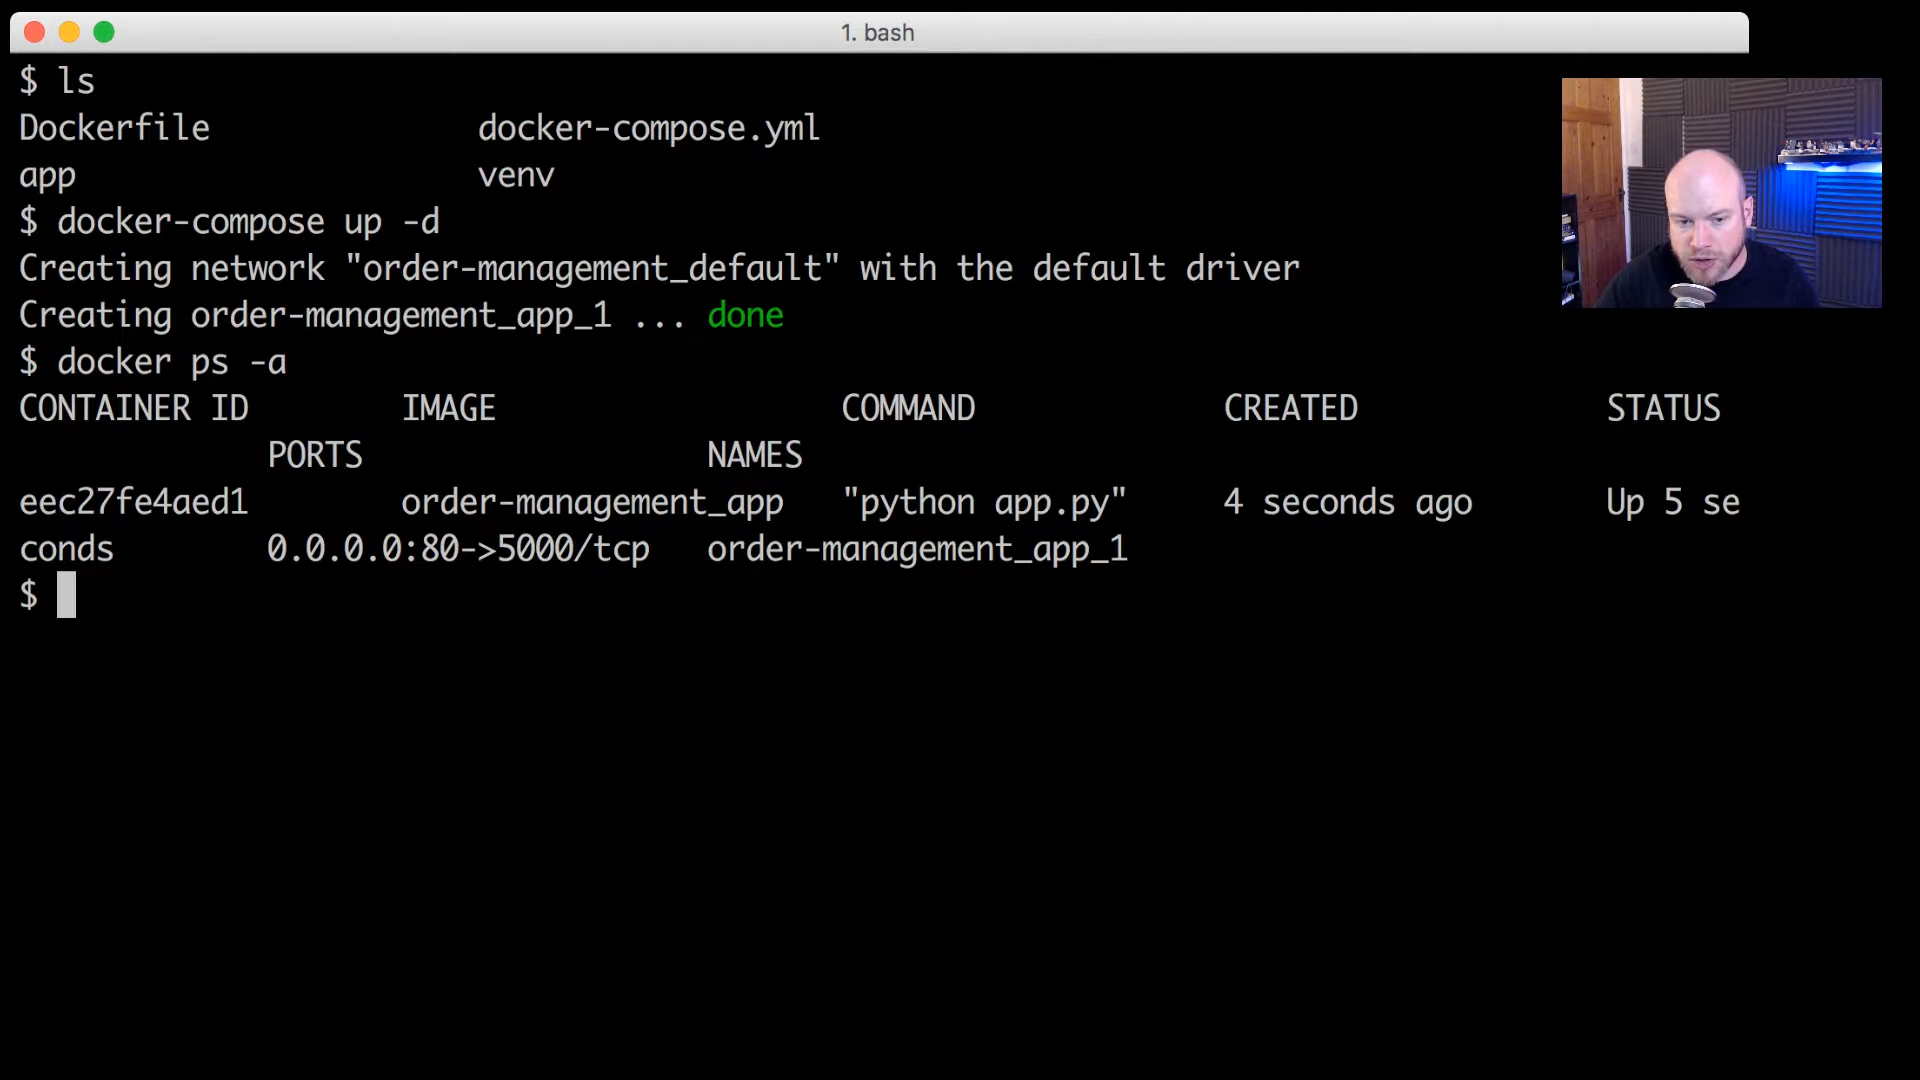 1. bash
$ ls
Dockerfile docker-compose.yml
app venv
$ docker-compose up -d
Creating network "order-management_default" with the default driver
Creating order-management_app_1 ... done
$ docker ps -a
CONTAINER ID IMAGE COMMAND CREATED STATUS
PORTS NAMES
eec27fe4aed1 order-management_app "python app.py" 4 seconds ago Up 5 se
conds 0.0.0.0:80->5000/tcp order-management_app_1
$